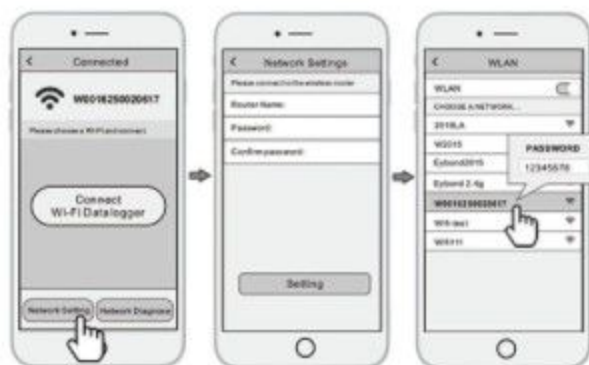 Connected
W0016250020617
Please choose a Wi-Fi and connect
Connect
Wi-Fi Datalogger
Network Setting
Network Diagnose
Network Settings
Please connect to the wireless router
Router Name:
Password:
Confirm password:
Setting
WLAN
WLAN
CHOOSE A NETWORK...
2018LA
W2015
Eybond2015
Eybond 2.4g
W0016250020617
Wifi-test
PASSWORD
12345678